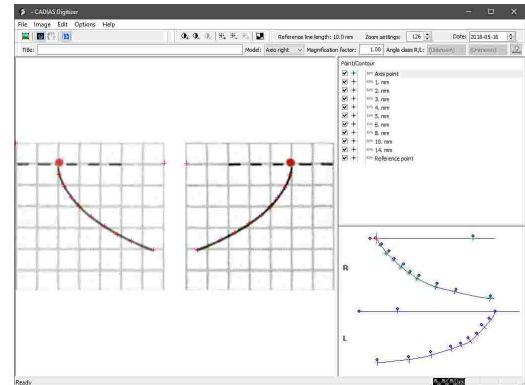 - CADIAS Digitizer
File Image Edit Options Help
Reference line length: 10.0 mm Zoom settings: 126 Date: 2018-05-16
Title: Model: Axis right Magnification factor: 1.00 Angle class R/L: (Unknown) (Unknown)
Point/Contour
Axis point
1. mm
2. mm
3. mm
4. mm
5. mm
6. mm
8. mm
10. mm
14. mm
Reference point
R
L
Ready